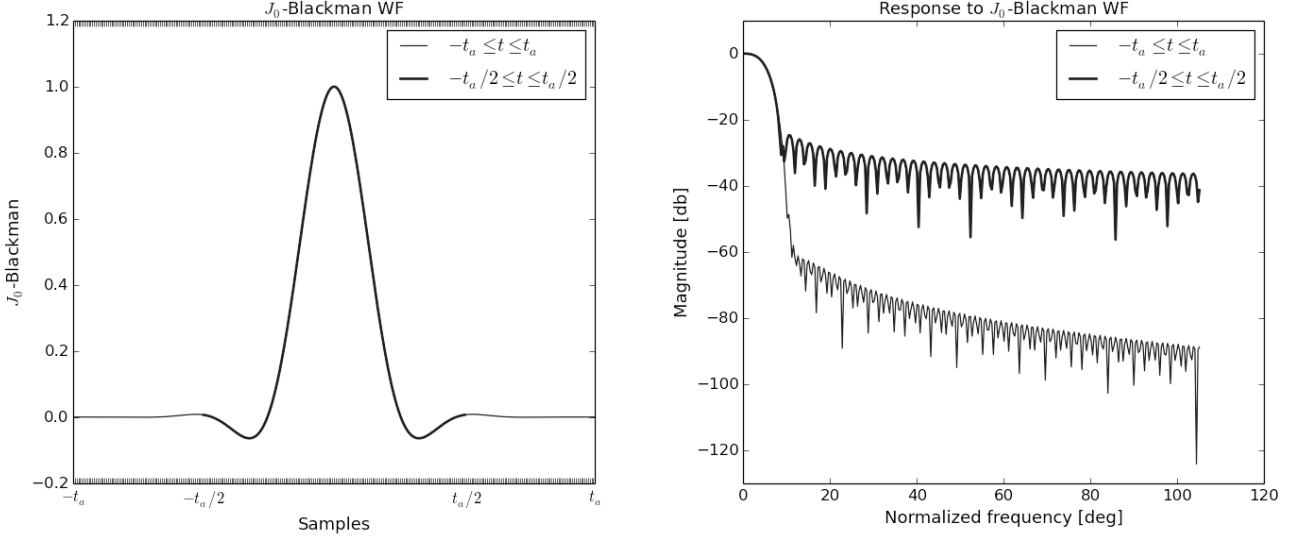 J₀-Blackman WF
1.2
1.0
0.8
0.6
0.4
0.2
0.0
−0.2
J₀-Blackman
−tₐ ≤t ≤tₐ
−tₐ/2 ≤t ≤tₐ/2
−tₐ
−tₐ/2
tₐ/2
tₐ
Samples
Response to J₀-Blackman WF
0
−20
−40
−60
−80
−100
−120
Magnitude [db]
−tₐ ≤t ≤tₐ
−tₐ/2 ≤t ≤tₐ/2
0
20
40
60
80
100
120
Normalized frequency [deg]